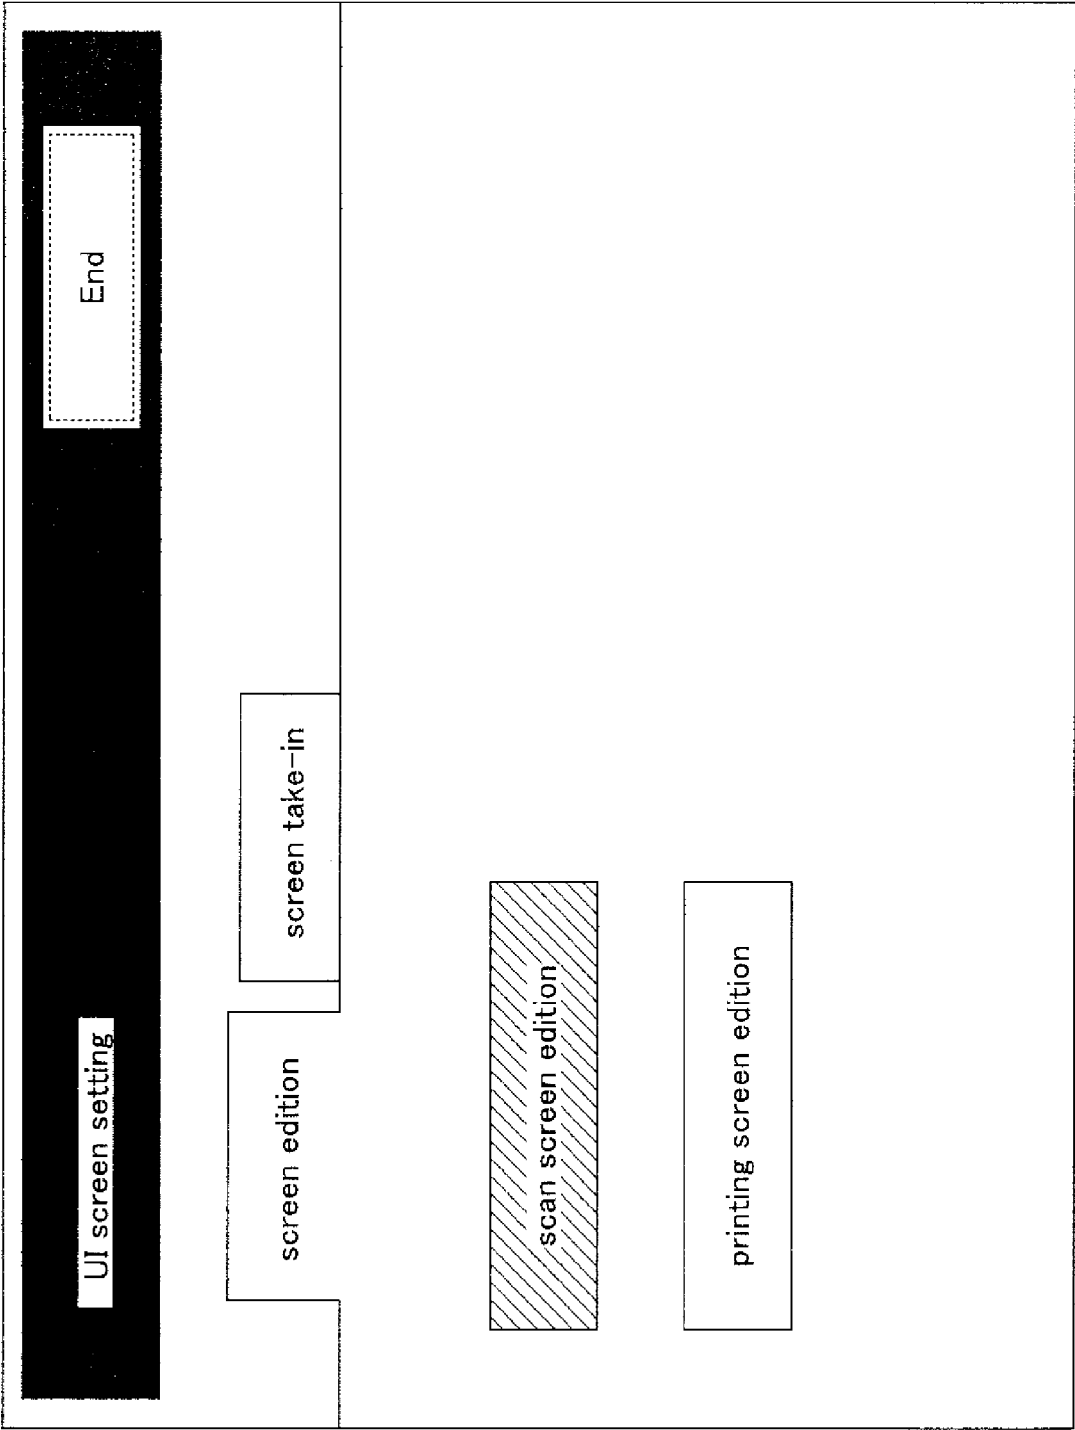 UI screen setting
End
screen edition
screen take-in
scan screen edition
printing screen edition